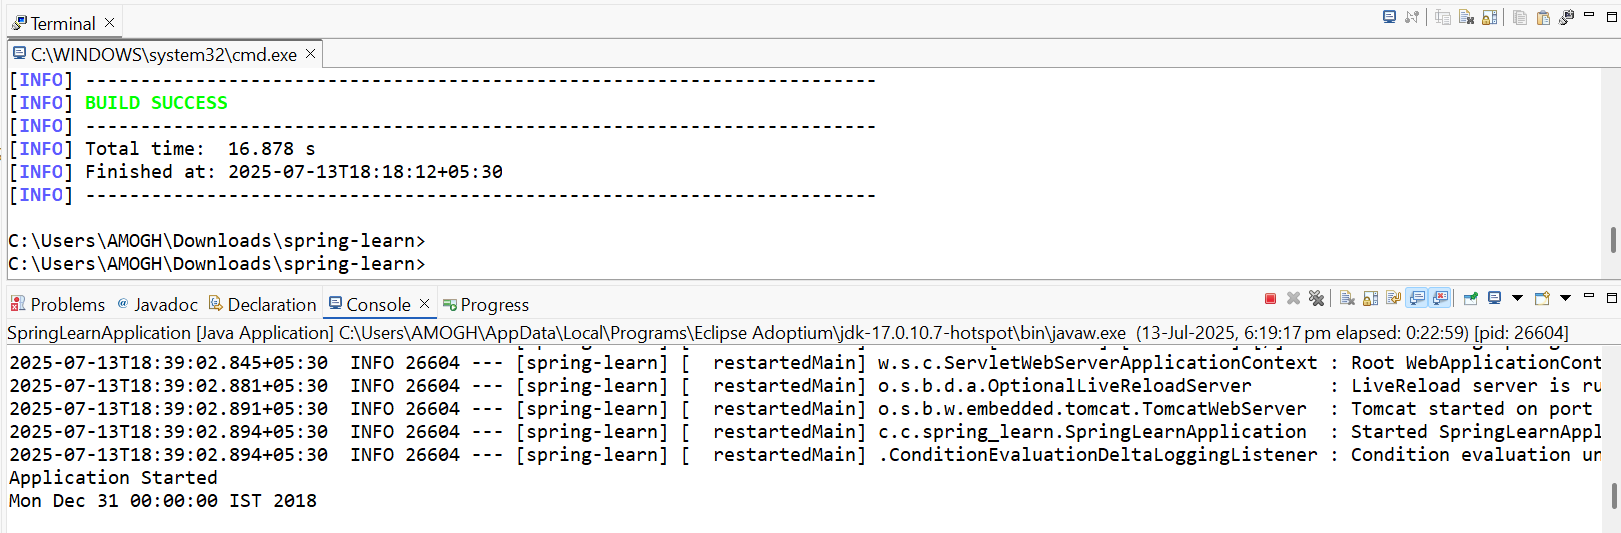 Terminal
C:\WINDOWS\system32\cmd.exe
[INFO] ------------------------------------------------------------------------
[INFO] BUILD SUCCESS
[INFO] ------------------------------------------------------------------------
[INFO] Total time:  16.878 s
[INFO] Finished at: 2025-07-13T18:18:12+05:30
[INFO] ------------------------------------------------------------------------
C:\Users\AMOGH\Downloads\spring-learn>
C:\Users\AMOGH\Downloads\spring-learn>
Problems @ Javadoc Declaration Console Progress
SpringLearnApplication [Java Application] C:\Users\AMOGH\AppData\Local\Programs\Eclipse Adoptium\jdk-17.0.10.7-hotspot\bin\javaw.exe (13-Jul-2025, 6:19:17 pm elapsed: 0:22:59) [pid: 26604]
2025-07-13T18:39:02.845+05:30  INFO 26604 --- [spring-learn] [  restartedMain] w.s.c.ServletWebServerApplicationContext : Root WebApplicationCont
2025-07-13T18:39:02.881+05:30  INFO 26604 --- [spring-learn] [  restartedMain] o.s.b.d.a.OptionalLiveReloadServer       : LiveReload server is ru
2025-07-13T18:39:02.891+05:30  INFO 26604 --- [spring-learn] [  restartedMain] o.s.b.w.embedded.tomcat.TomcatWebServer  : Tomcat started on port
2025-07-13T18:39:02.894+05:30  INFO 26604 --- [spring-learn] [  restartedMain] c.c.spring_learn.SpringLearnApplication  : Started SpringLearnAppl
2025-07-13T18:39:02.894+05:30  INFO 26604 --- [spring-learn] [  restartedMain] .ConditionEvaluationDeltaLoggingListener : Condition evaluation un
Application Started
Mon Dec 31 00:00:00 IST 2018